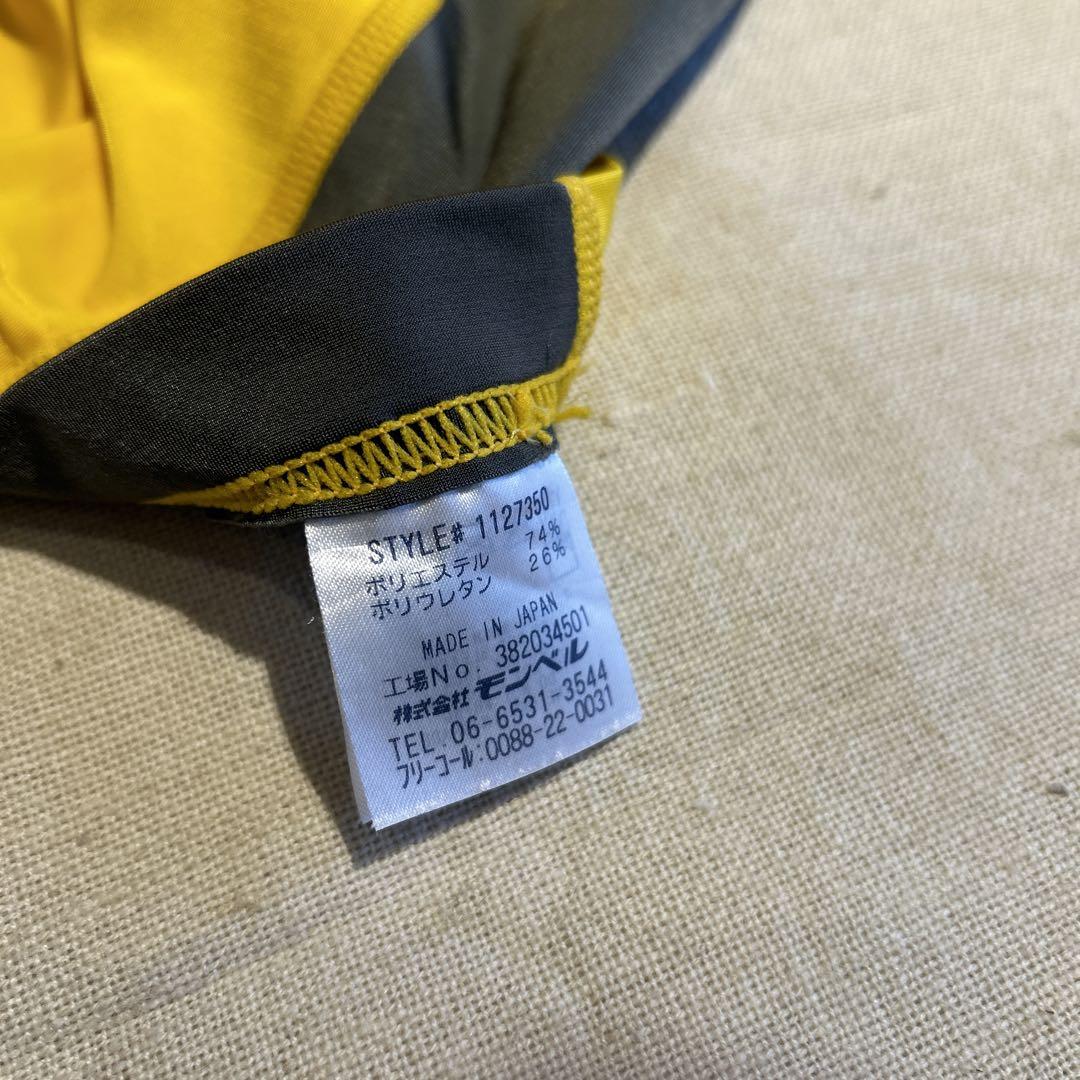 STYLE# 1127350
ポリエステル 74%
ポリウレタン 26%
MADE IN JAPAN
工場No. 382034501
株式会社 モンベル
TEL.06-6531-3544
フリーコール:0088-22-0031